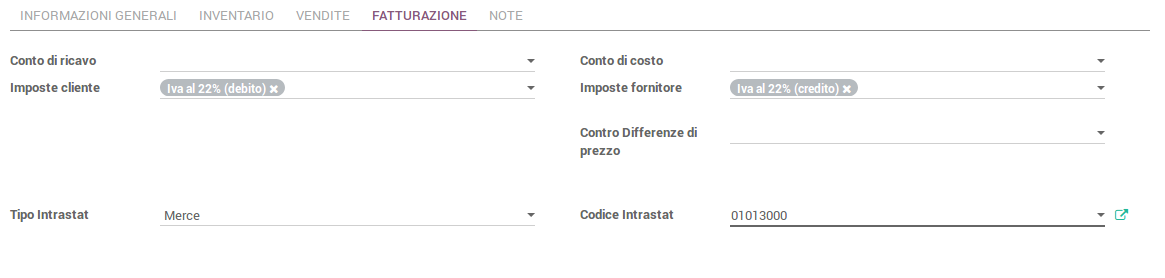 INFORMAZIONI GENERALI INVENTARIO VENDITE FATTURAZIONE NOTE
Conto di ricavo Conto di costo
Imposte cliente Iva al 22% (debito) × Imposte fornitore Iva al 22% (credito) ×
Contro Differenze di
prezzo
Tipo Intrastat Merce Codice Intrastat 01013000